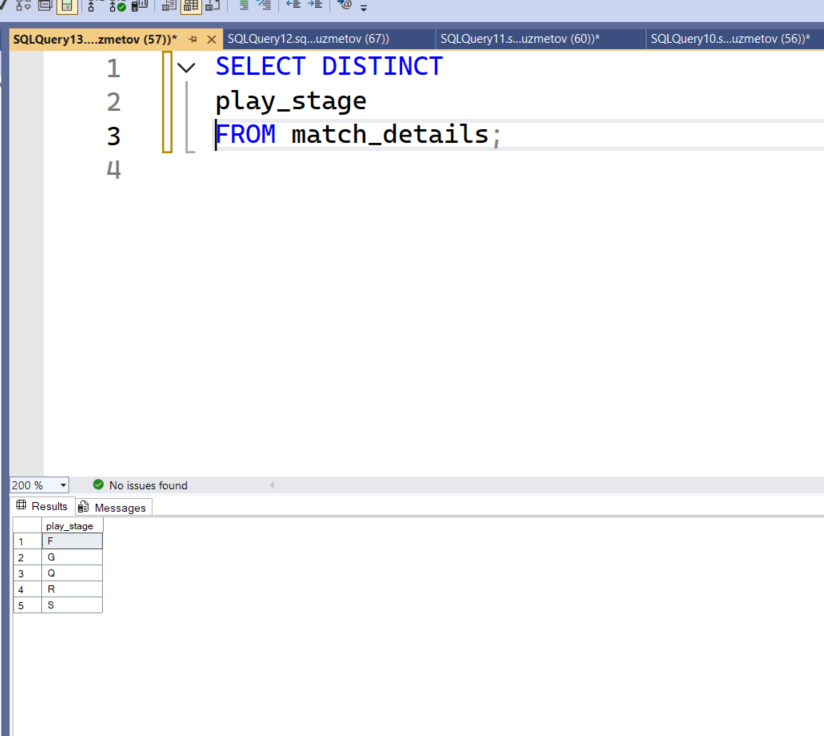 SQLQuery13....zmetov (57))*
SQLQuery12.sq...uzmetov (67))
SQLQuery11.s...uzmetov (60))*
SQLQuery10.s...uzmetov (56))*
1 SELECT DISTINCT
2 play_stage
3 FROM match_details;
4
200 %
No issues found
Results
Messages
play_stage
1 F
2 G
3 Q
4 R
5 S